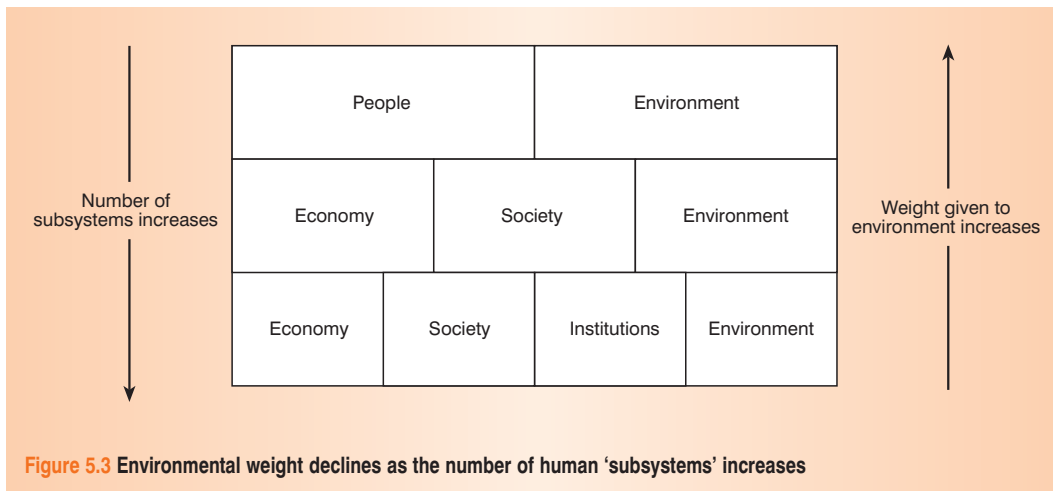 People
Environment
Number of
subsystems increases
Economy
Society
Environment
Weight given to
environment increases
Economy
Society
Institutions
Environment
Figure 5.3 Environmental weight declines as the number of human ‘subsystems’ increases